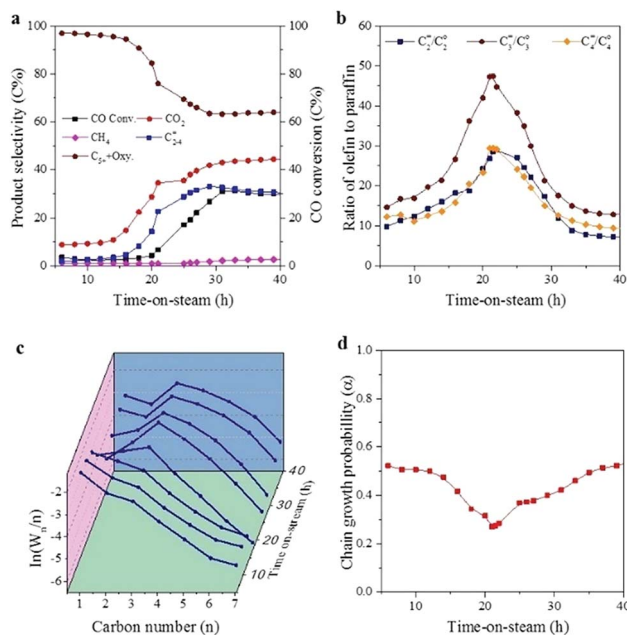 a
Product selectivity (C%)
100
80
60
40
20
0
CO Conv.
CO₂
CH₄
C₂₋₄⁼
C₅₊+Oxy.
100
80
60
40
20
0
CO conversion (C%)
0
10
20
30
40
Time-on-steam (h)
b
Ratio of olefin to paraffin
60
50
40
30
20
10
0
C₂⁼/C₂⁰
C₃⁼/C₃⁰
C₄⁼/C₄⁰
10
20
30
40
Time-on-steam (h)
c
ln(Wₙ/n)
-2
-3
-4
-5
-6
1
2
3
4
5
6
7
Carbon number (n)
10
20
30
40
Time on-stream (h)
d
Chain growth probabillity (α)
1.0
0.8
0.6
0.4
0.2
0.0
0
10
20
30
40
Time-on-steam (h)